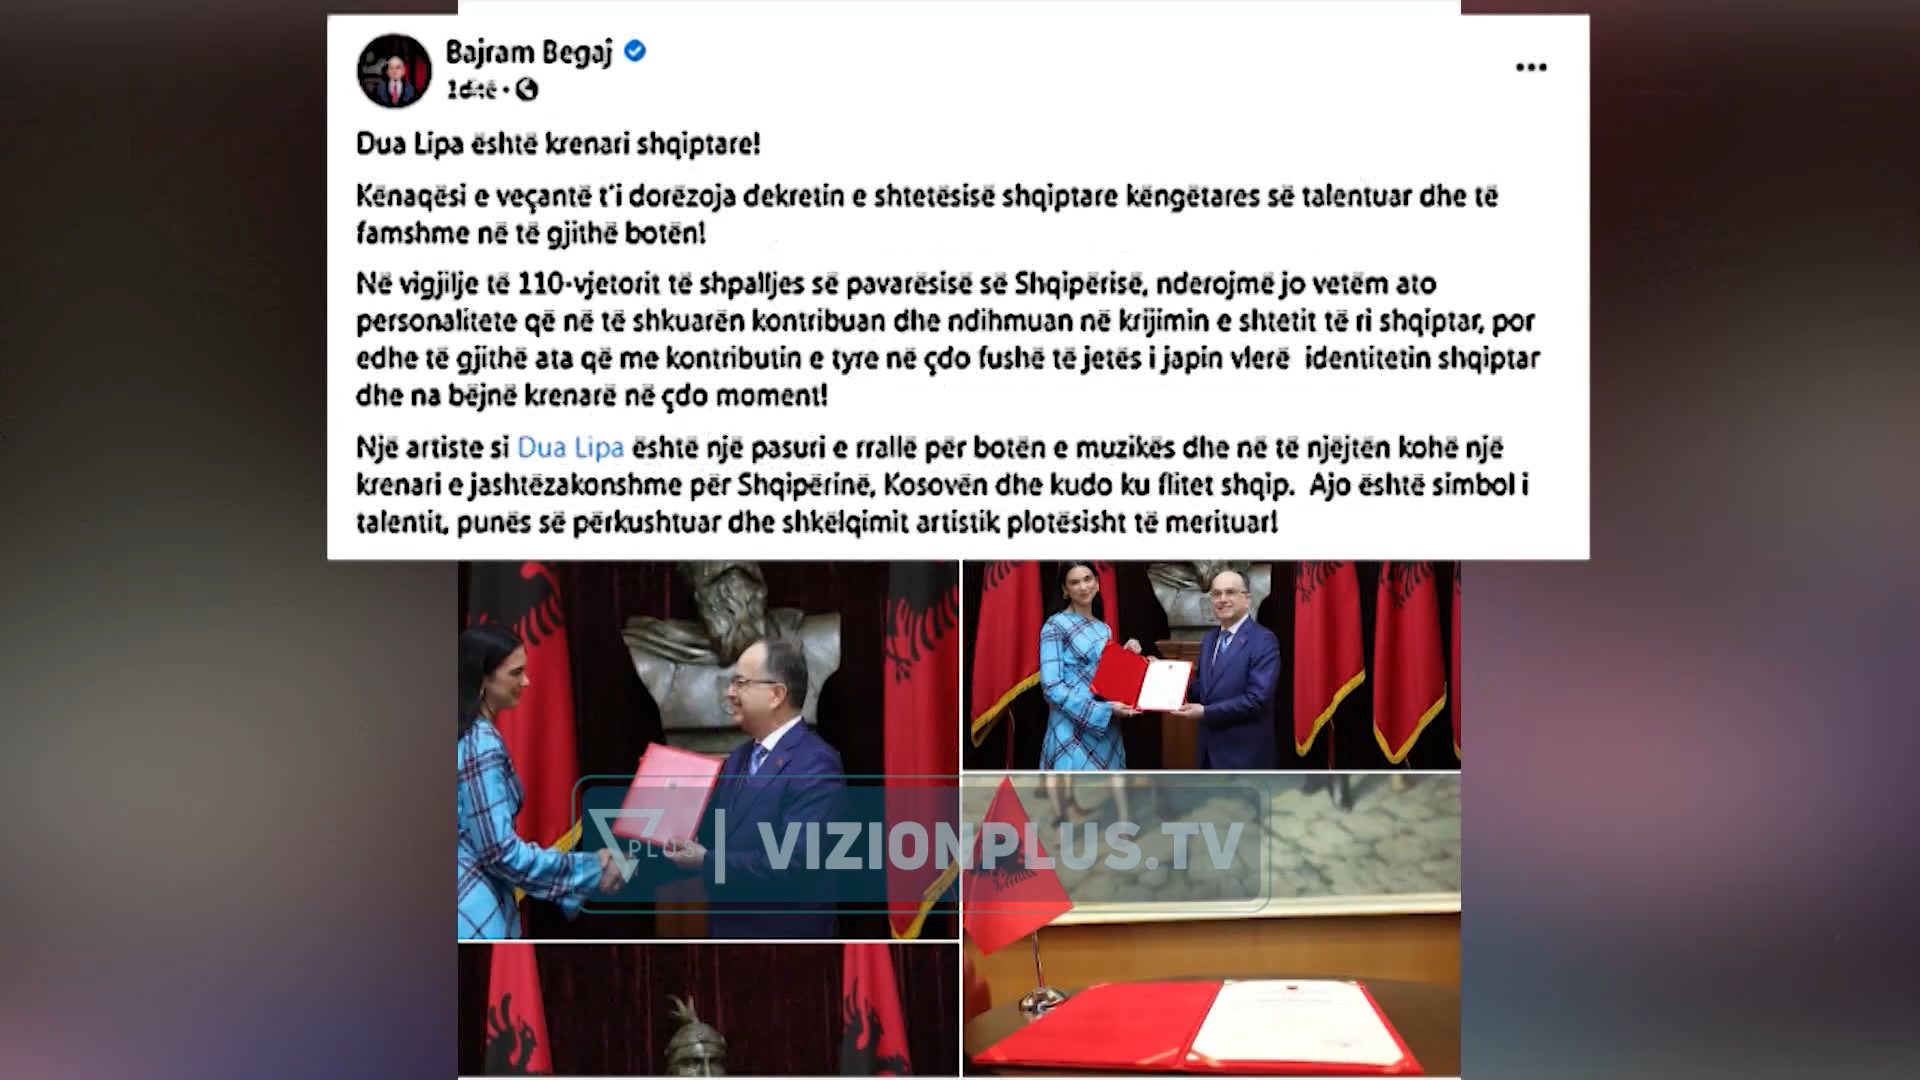 Bajram Begaj
1 ditë ·
Dua Lipa është krenari shqiptare!
Kënaqësi e veçantë t'i dorëzoja dekretin e shtetësisë shqiptare këngëtares së talentuar dhe të
famshme në të gjithë botën!
Në vigjilje të 110-vjetorit të shpalljes së pavarësisë së Shqipërisë, nderojmë jo vetëm ato
personalitete që në të shkuarën kontribuan dhe ndihmuan në krijimin e shtetit të ri shqiptar, por
edhe të gjithë ata që me kontributin e tyre në çdo fushë të jetës i japin vlerë identitetin shqiptar
dhe na bëjnë krenarë në çdo moment!
Një artiste si Dua Lipa është një pasuri e rrallë për botën e muzikës dhe në të njëjtën kohë një
krenari e jashtëzakonshme për Shqipërinë, Kosovën dhe kudo ku flitet shqip. Ajo është simbol i
talentit, punës së përkushtuar dhe shkëlqimit artistik plotësisht të merituar!
PLUS | VIZIONPLUS.TV